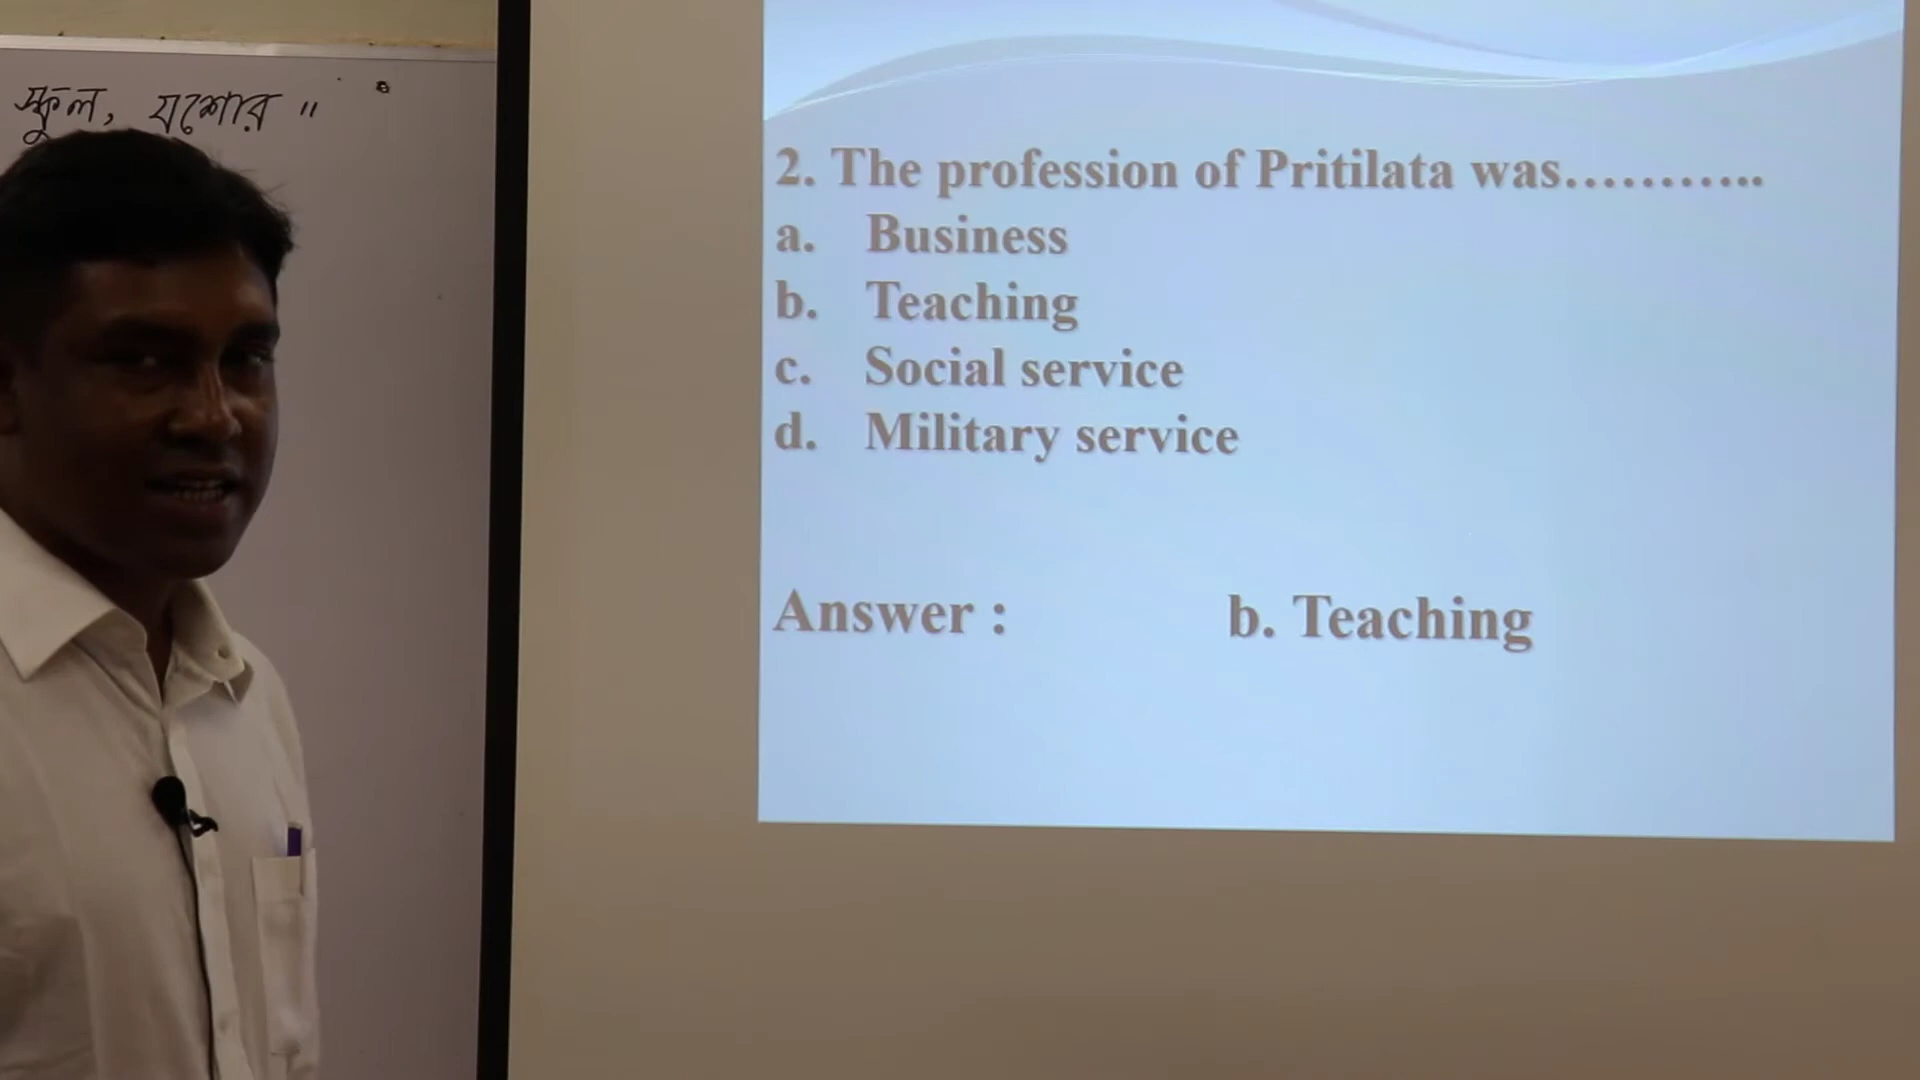 স্কুল, যশোর "
2. The profession of Pritilata was………..
a. Business
b. Teaching
c. Social service
d. Military service
Answer : b. Teaching